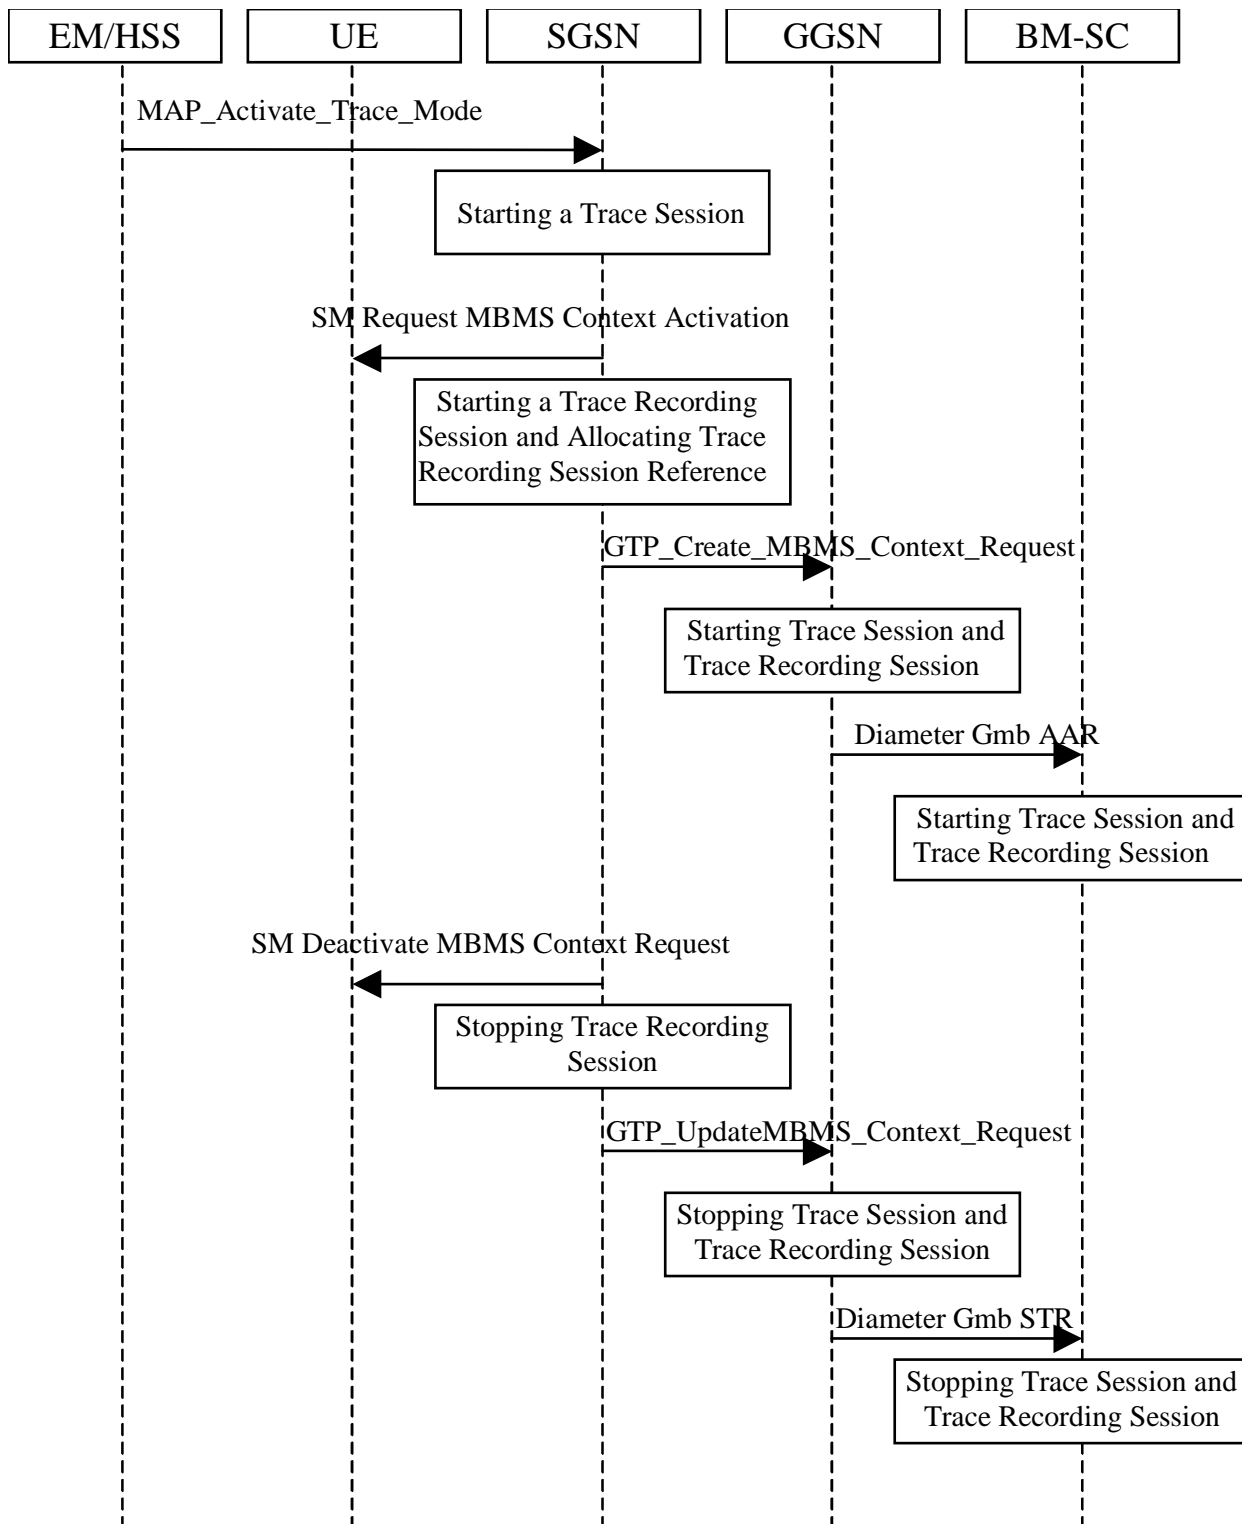 EM/HSS
UE
SGSN
GGSN
BM-SC
MAP_Activate_Trace_Mode
Starting a Trace Session
SM Request MBMS Context Activation
Starting a Trace Recording
Session and Allocating Trace
Recording Session Reference
GTP_Create_MBMS_Context_Request
Starting Trace Session and
Trace Recording Session
Diameter Gmb AAR
Starting Trace Session and
Trace Recording Session
SM Deactivate MBMS Context Request
Stopping Trace Recording
Session
GTP_UpdateMBMS_Context_Request
Stopping Trace Session and
Trace Recording Session
Diameter Gmb STR
Stopping Trace Session and
Trace Recording Session